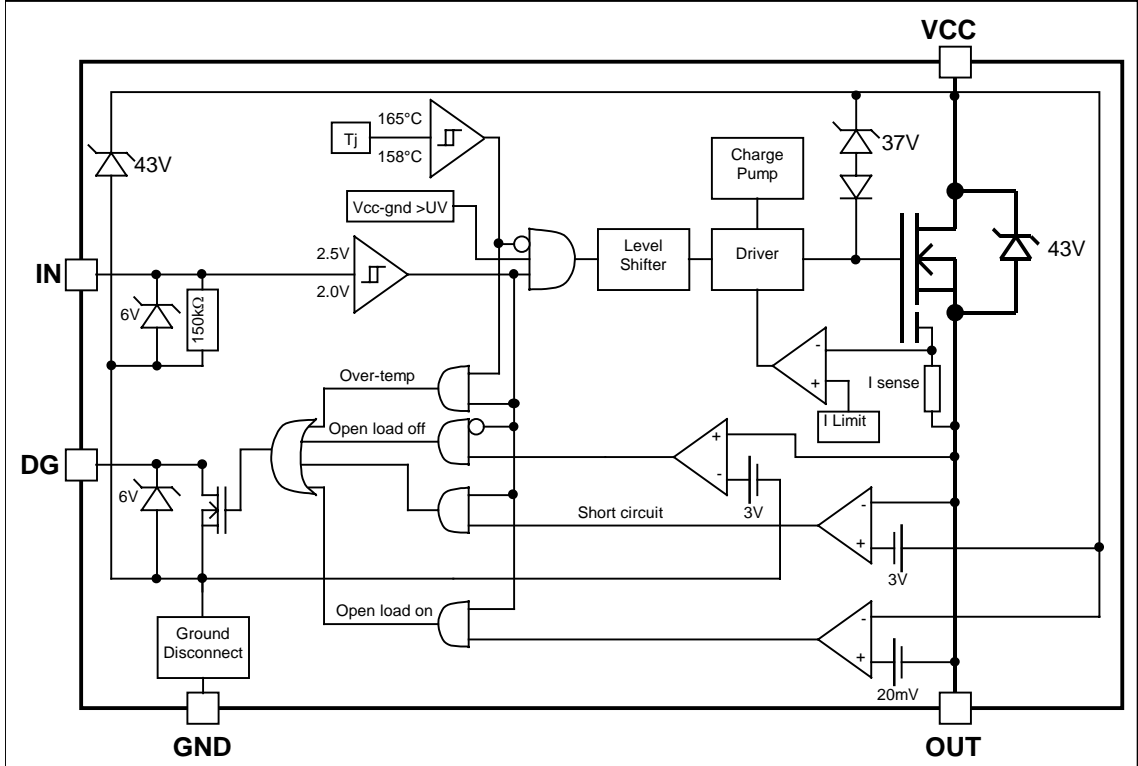 VCC
165°C
Tj
158°C
43V
37V
Charge
Pump
Vcc-gnd >UV
Level
Shifter
Driver
43V
IN
2.5V
2.0V
6V
150kΩ
-
+
I sense
I Limit
Over-temp
Open load off
+
-
3V
DG
6V
Short circuit
-
+
3V
Open load on
-
+
20mV
Ground
Disconnect
GND
OUT